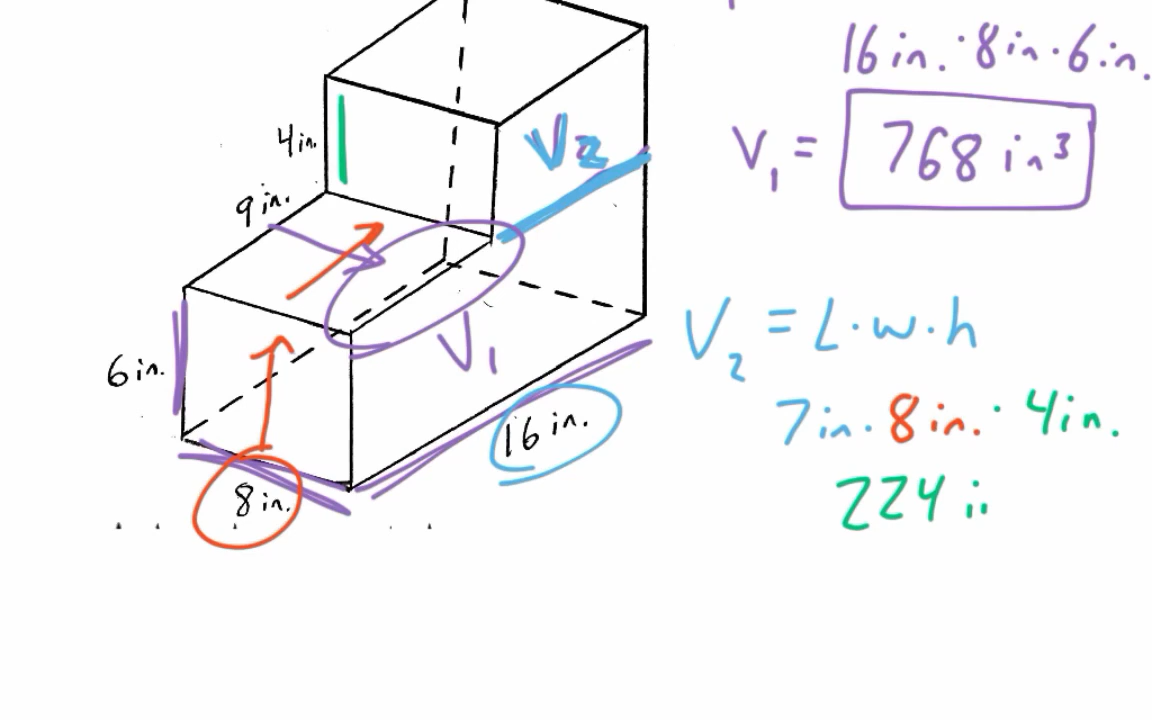 16 in. · 8 in · 6 in.
V₁ = 768 in³
4 in.
V₂
9 in.
V₁
6 in.
16 in.
8 in.
V₂ = L · w · h
7 in. · 8 in. · 4 in.
224 in